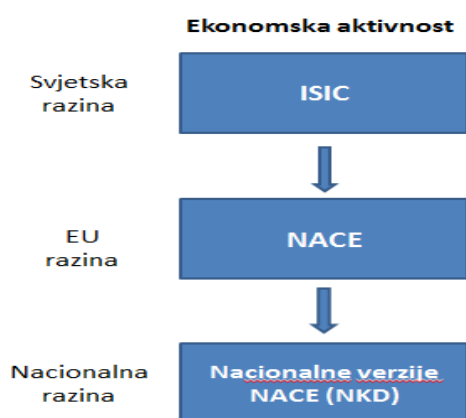 Ekonomska aktivnost
Svjetska
razina
ISIC
EU
razina
NACE
Nacionalna
razina
Nacionalne verzije
NACE (NKD)